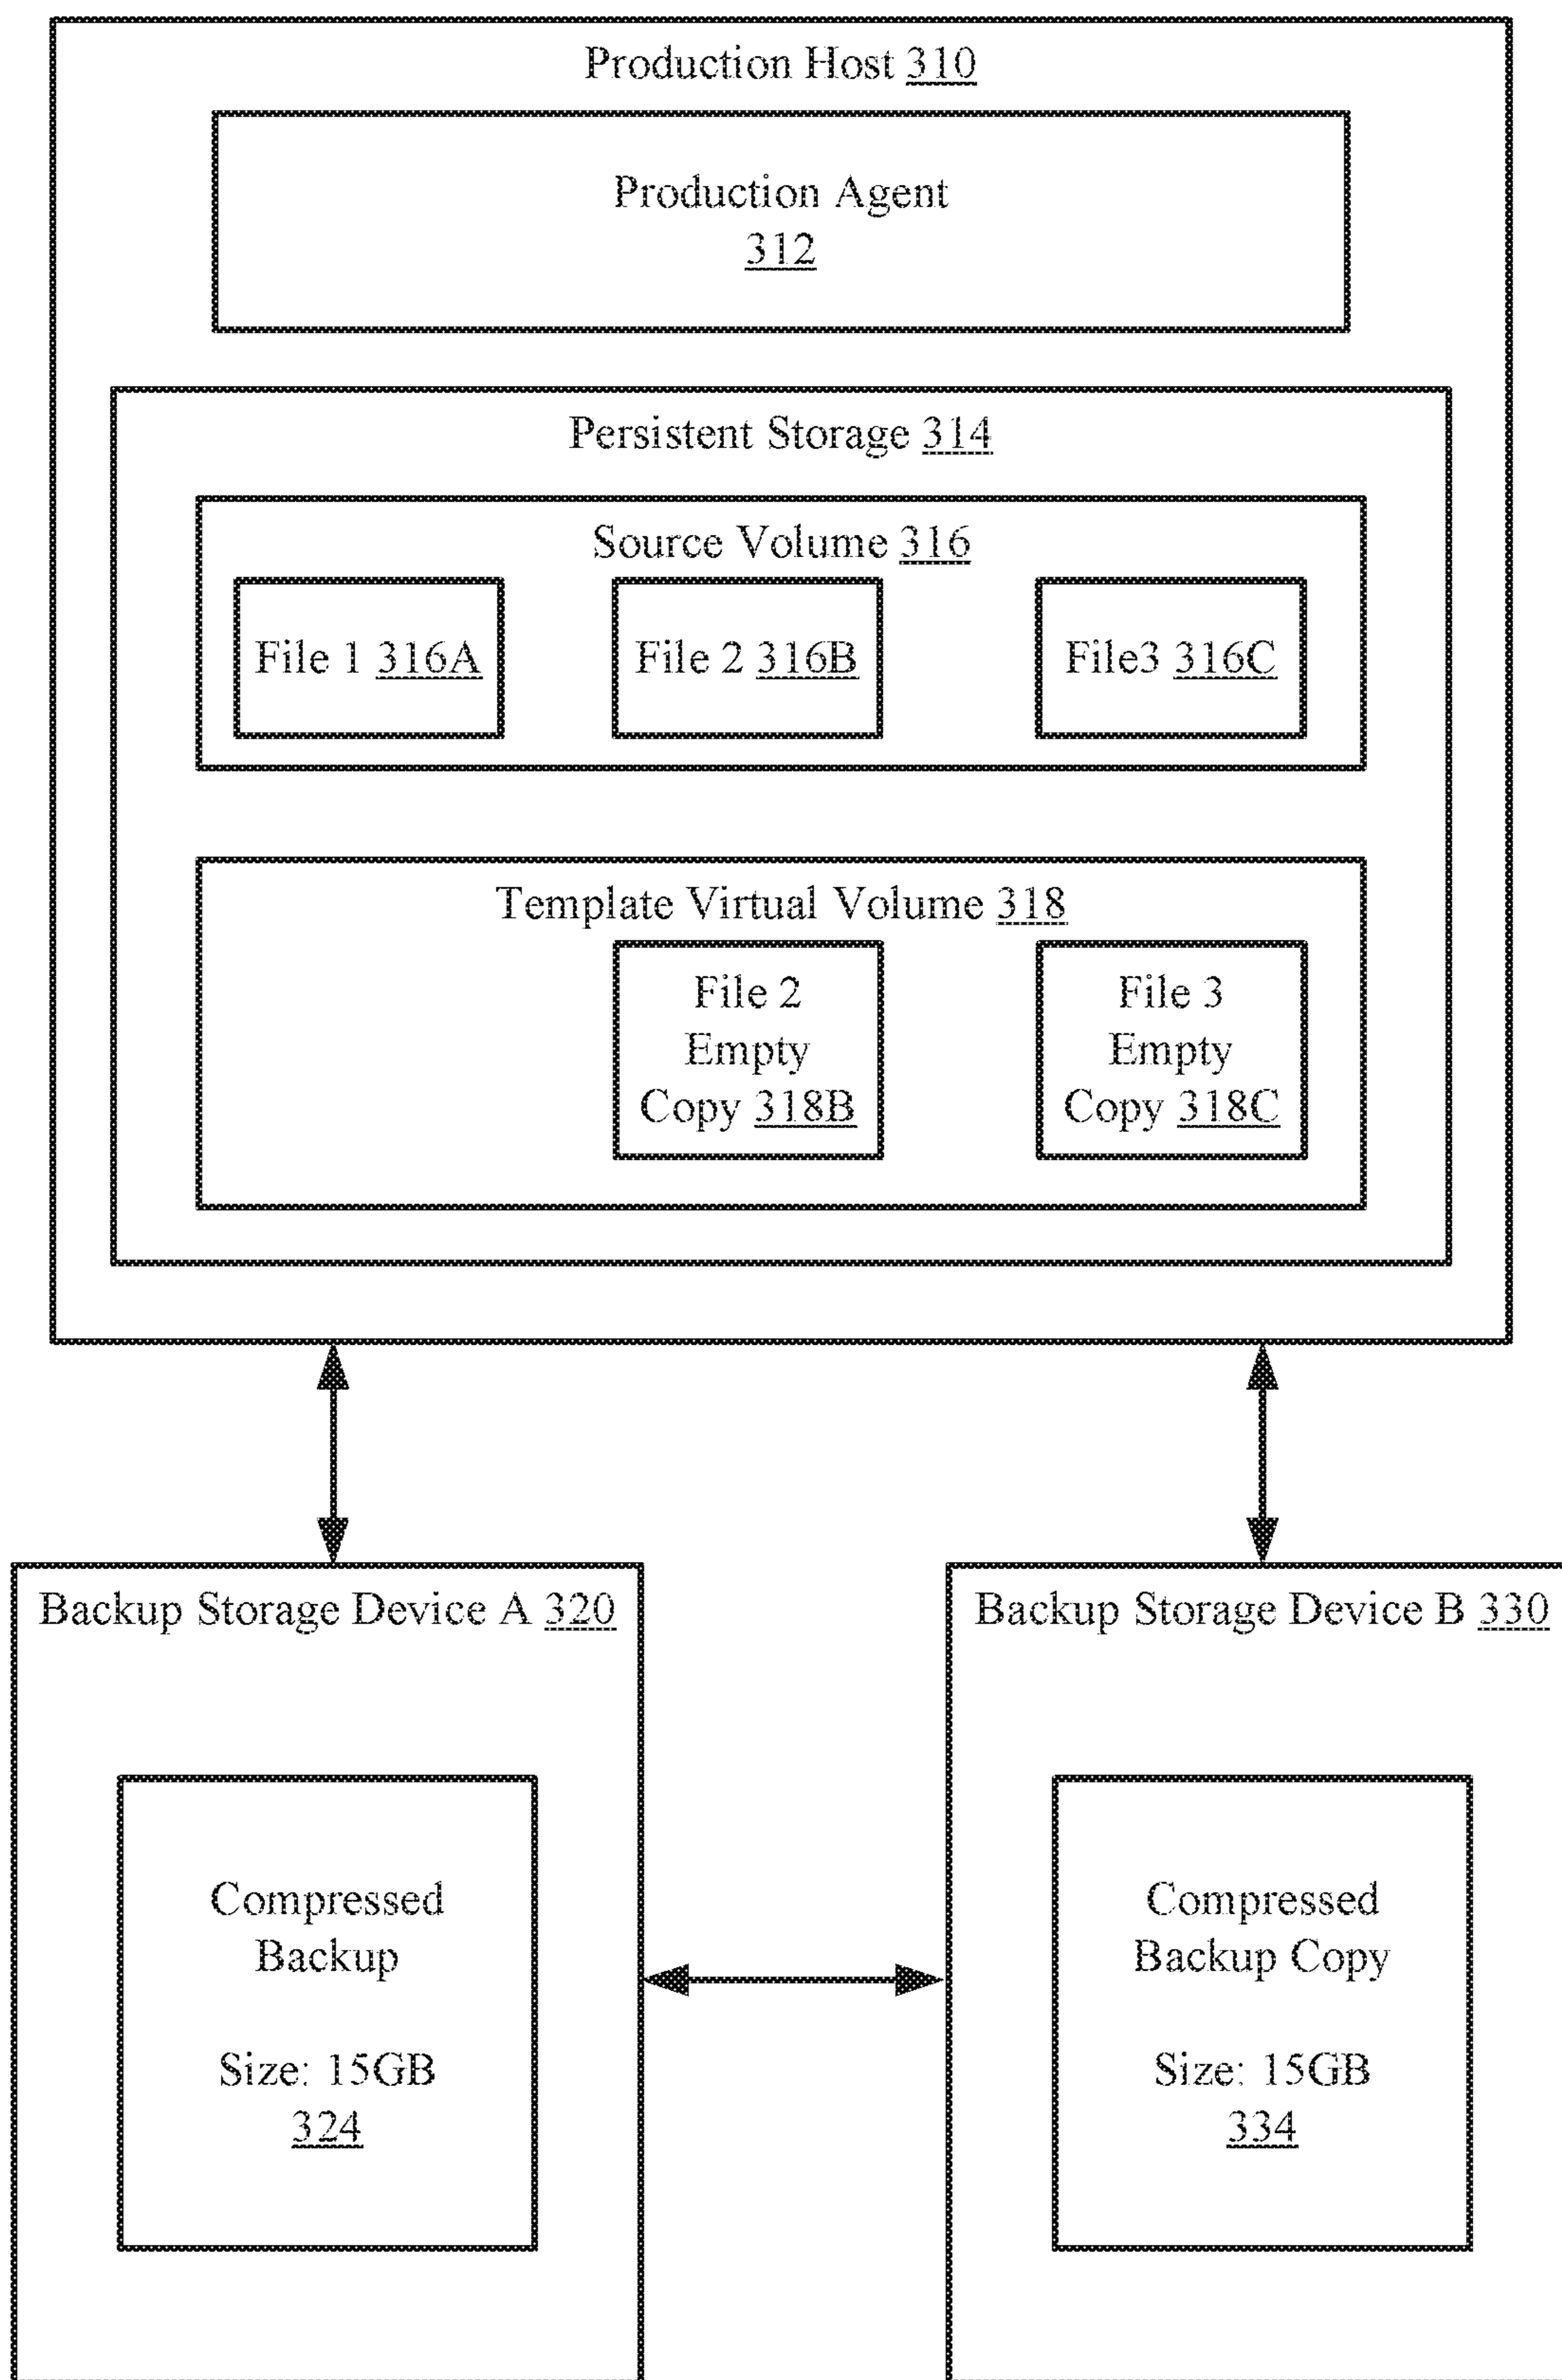 Production Host 310
Production Agent
312
Persistent Storage 314
Source Volume 316
File 1 316A
File 2 316B
File3 316C
Template Virtual Volume 318
File 2
Empty
Copy 318B
File 3
Empty
Copy 318C
Backup Storage Device A 320
Compressed
Backup
Size: 15GB
324
Backup Storage Device B 330
Compressed
Backup Copy
Size: 15GB
334